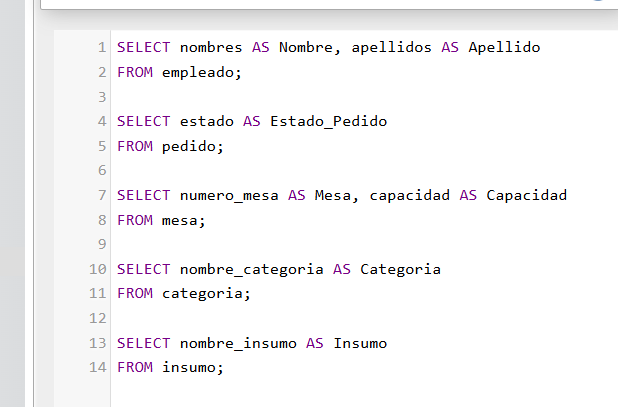 1 SELECT nombres AS Nombre, apellidos AS Apellido
2 FROM empleado;
3
4 SELECT estado AS Estado_Pedido
5 FROM pedido;
6
7 SELECT numero_mesa AS Mesa, capacidad AS Capacidad
8 FROM mesa;
9
10 SELECT nombre_categoria AS Categoria
11 FROM categoria;
12
13 SELECT nombre_insumo AS Insumo
14 FROM insumo;